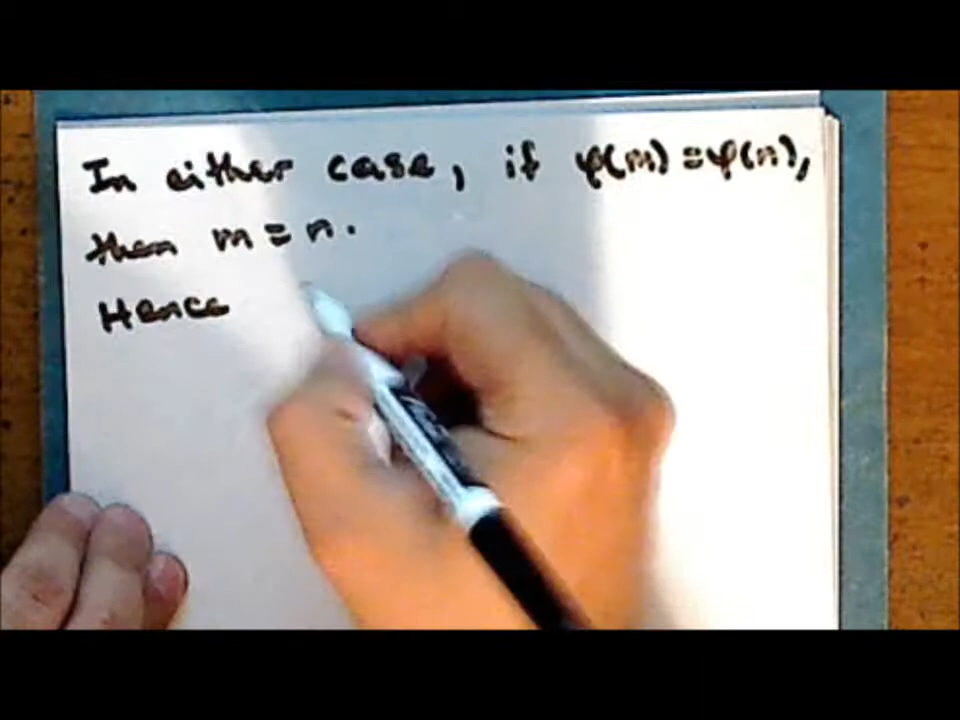 In either case, if φ(m)=φ(n),
then m = n.
Hence